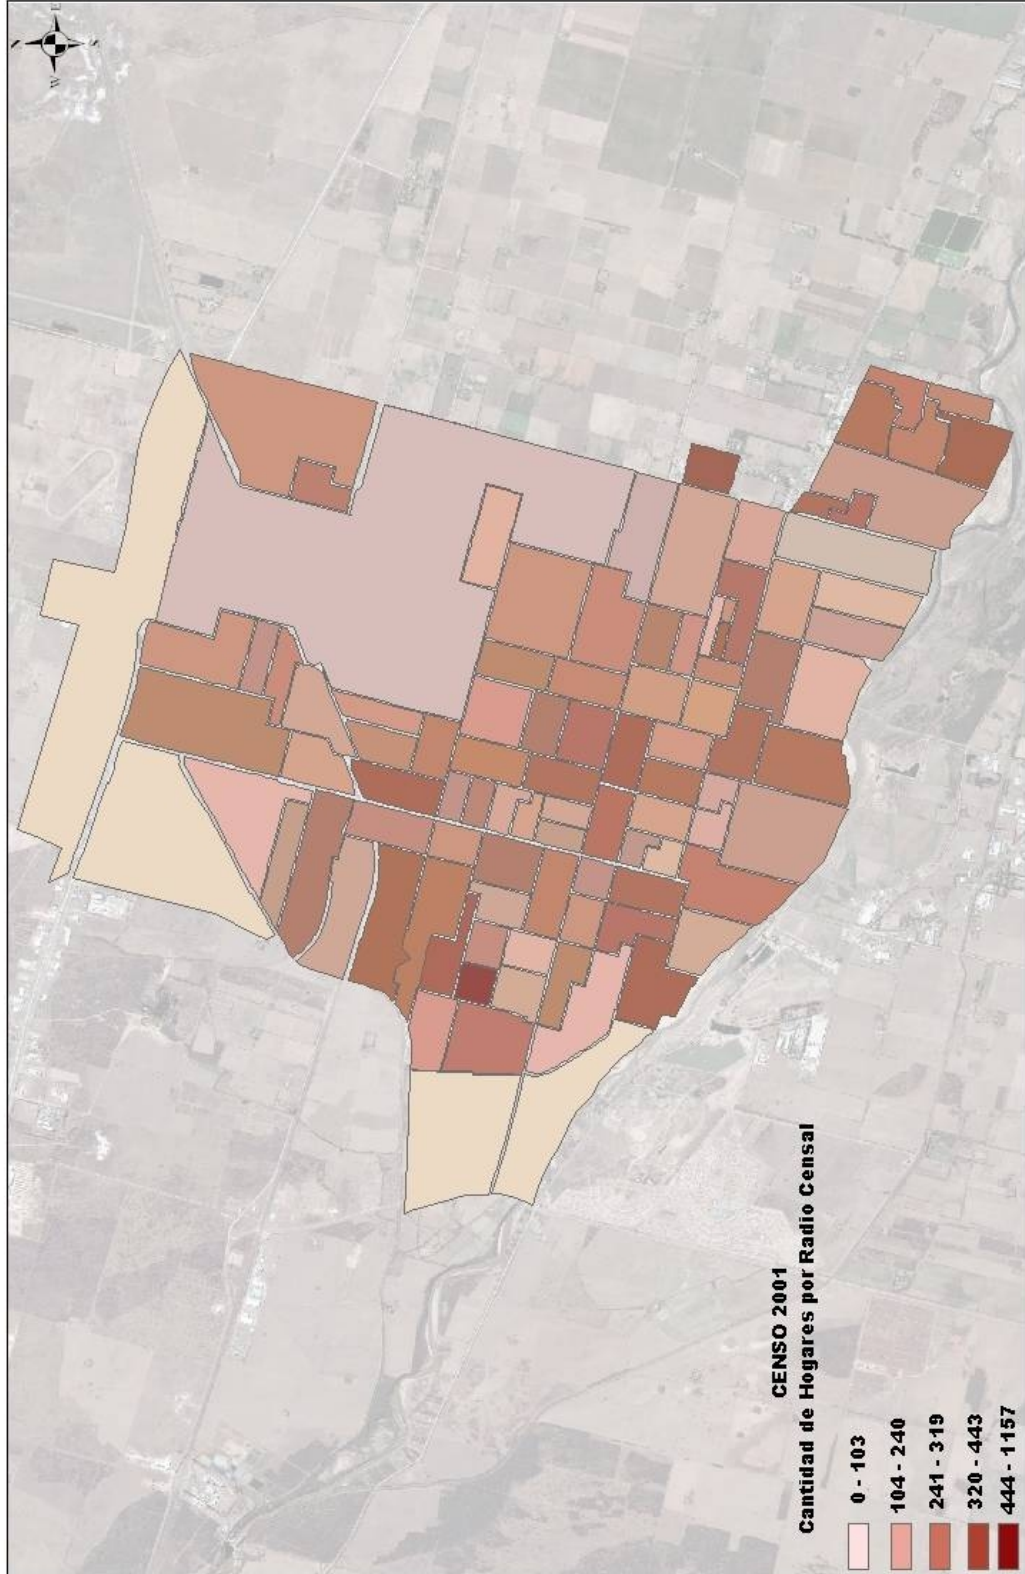 E
W
CENSO 2001
Cantidad de Hogares por Radio Censal
0 - 103
104 - 240
241 - 319
320 - 443
444 - 1157